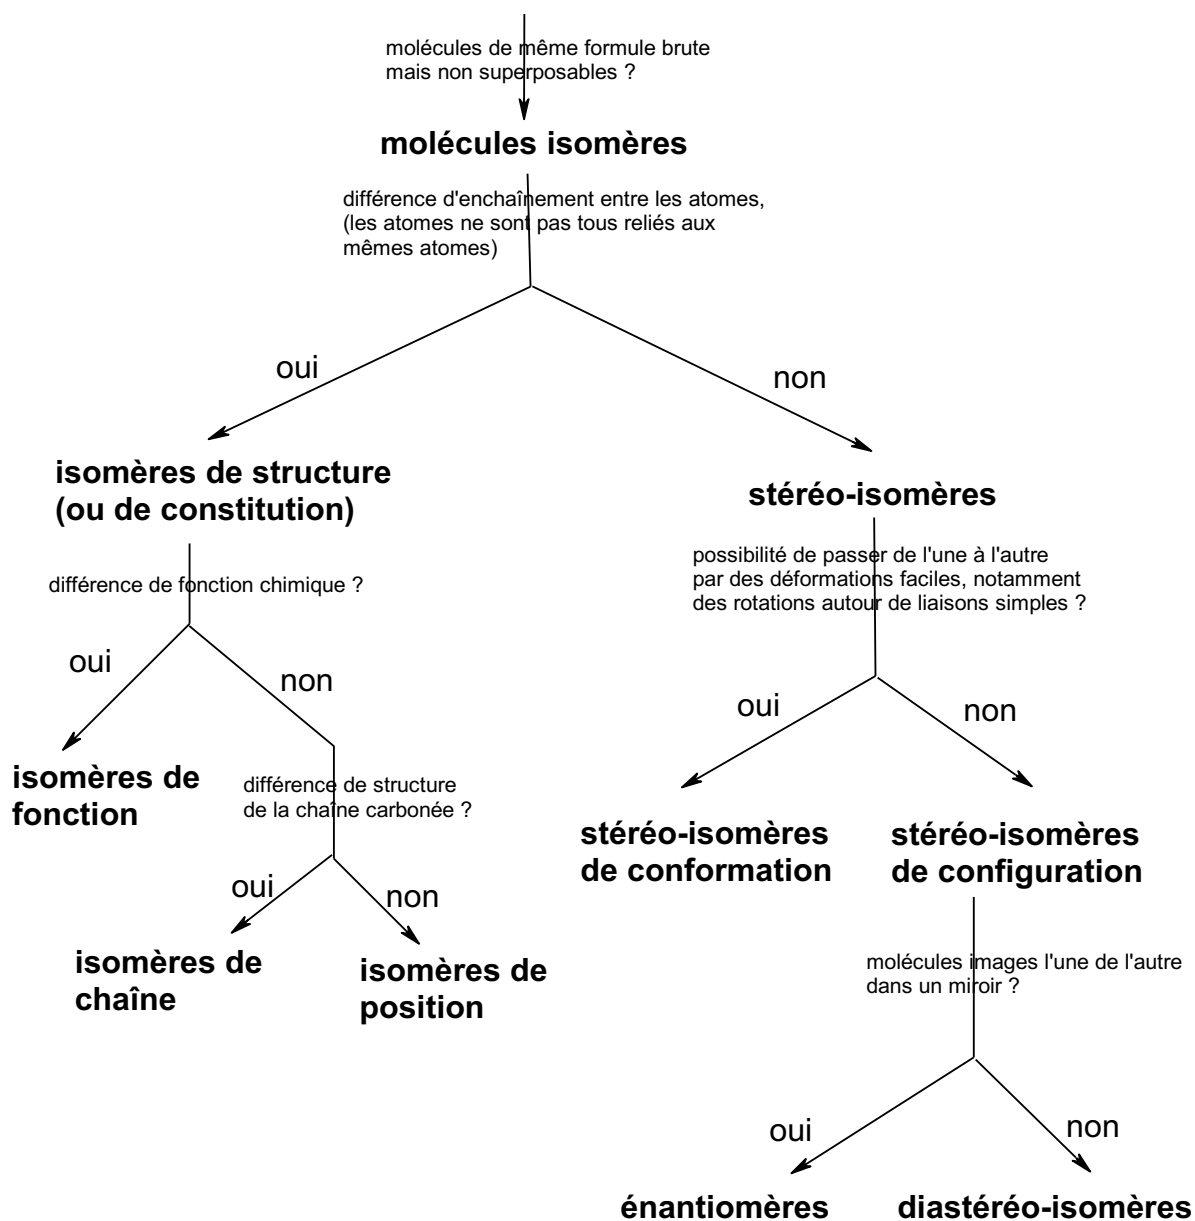 molécules de même formule brute
mais non superposables ?
molécules isomères
différence d'enchaînement entre les atomes,
(les atomes ne sont pas tous reliés aux
mêmes atomes)
oui
non
isomères de structure
(ou de constitution)
stéréo-isomères
différence de fonction chimique ?
possibilité de passer de l'une à l'autre
par des déformations faciles, notamment
des rotations autour de liaisons simples ?
oui
non
oui
non
isomères de
fonction
différence de structure
de la chaîne carbonée ?
stéréo-isomères
de conformation
stéréo-isomères
de configuration
oui
non
isomères de
chaîne
isomères de
position
molécules images l'une de l'autre
dans un miroir ?
oui
non
énantiomères
diastéréo-isomères